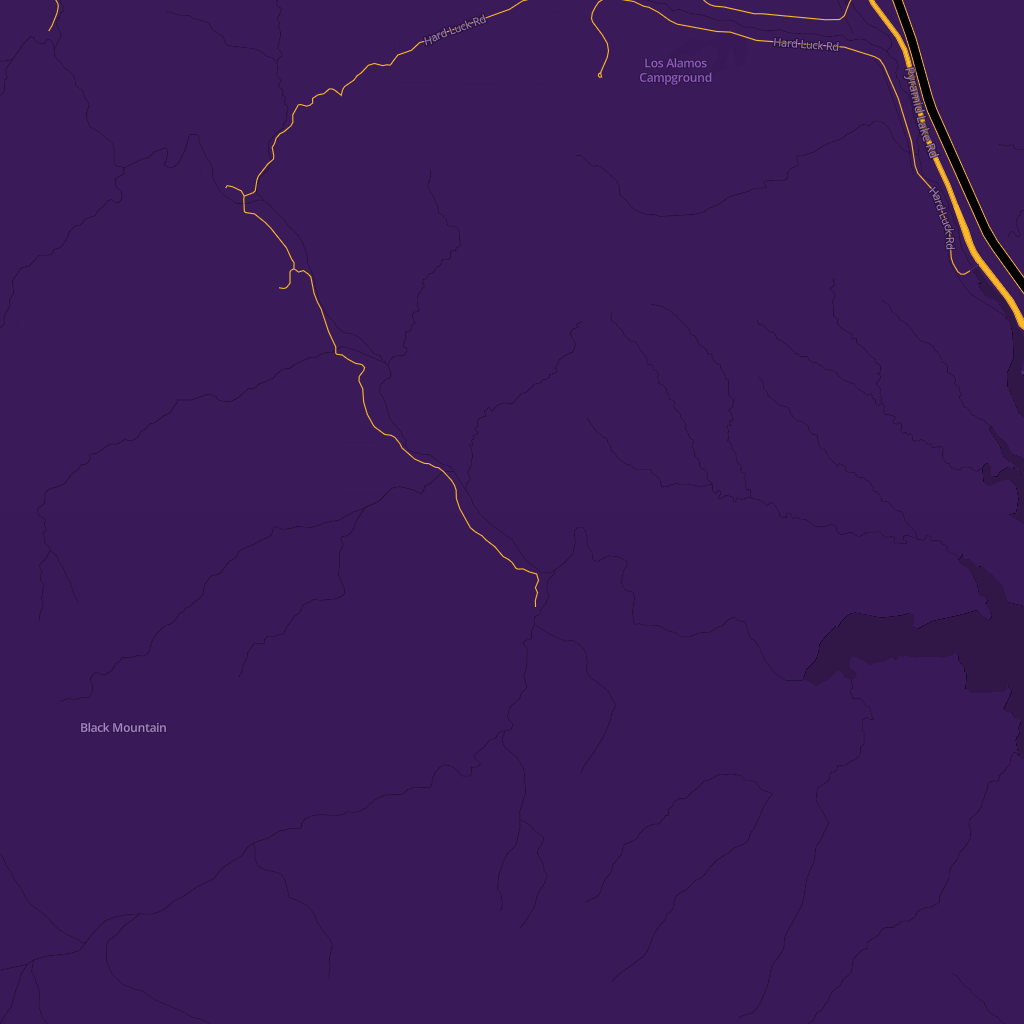 Hard Luck Rd
Hard Luck Rd
Los Alamos
Campground
Pyramid Lake Rd
Hard Luck Rd
Black Mountain